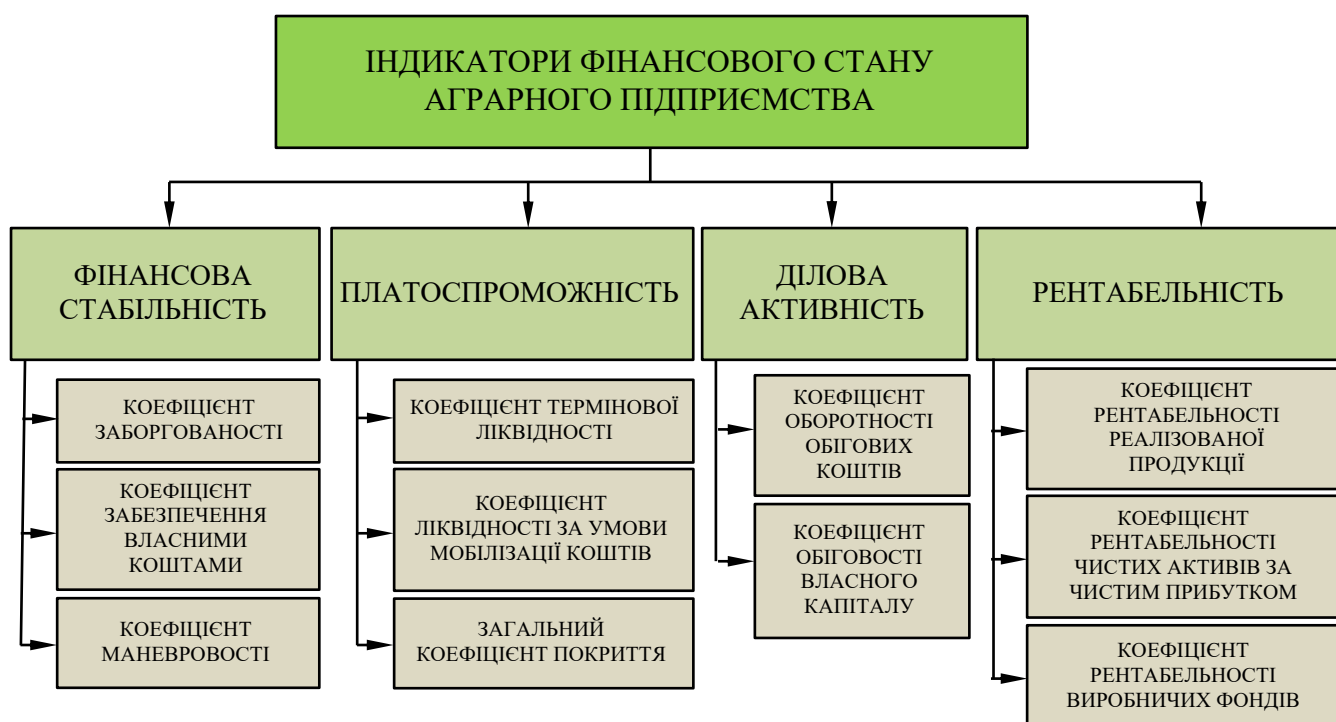 ІНДИКАТОРИ ФІНАНСОВОГО СТАНУ
АГРАРНОГО ПІДПРИЄМСТВА
ФІНАНСОВА
СТАБІЛЬНІСТЬ
ПЛАТОСПРОМОЖНІСТЬ
ДІЛОВА
АКТИВНІСТЬ
РЕНТАБЕЛЬНІСТЬ
КОЕФІЦІЄНТ
ЗАБОРГОВАНОСТІ
КОЕФІЦІЄНТ
ЗАБЕЗПЕЧЕННЯ
ВЛАСНИМИ
КОШТАМИ
КОЕФІЦІЄНТ
МАНЕВРОВОСТІ
КОЕФІЦІЄНТ ТЕРМІНОВОЇ
ЛІКВІДНОСТІ
КОЕФІЦІЄНТ
ЛІКВІДНОСТІ ЗА УМОВИ
МОБІЛІЗАЦІЇ КОШТІВ
ЗАГАЛЬНИЙ
КОЕФІЦІЄНТ ПОКРИТТЯ
КОЕФІЦІЄНТ
ОБОРОТНОСТІ
ОБІГОВИХ
КОШТІВ
КОЕФІЦІЄНТ
ОБІГОВОСТІ
ВЛАСНОГО
КАПІТАЛУ
КОЕФІЦІЄНТ
РЕНТАБЕЛЬНОСТІ
РЕАЛІЗОВАНОЇ
ПРОДУКЦІЇ
КОЕФІЦІЄНТ
РЕНТАБЕЛЬНОСТІ
ЧИСТИХ АКТИВІВ ЗА
ЧИСТИМ ПРИБУТКОМ
КОЕФІЦІЄНТ
РЕНТАБЕЛЬНОСТІ
ВИРОБНИЧИХ ФОНДІВ